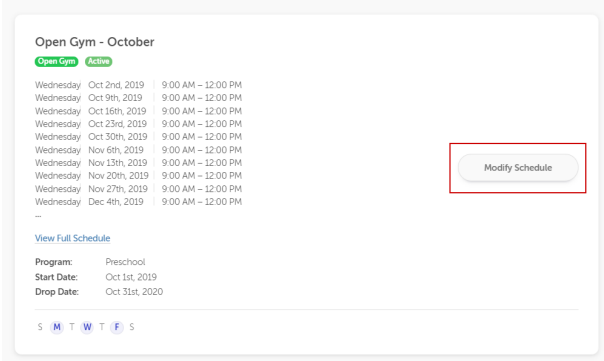 Open Gym - October
Open Gym Active
Wednesday Oct 2nd, 2019 9:00 AM – 12:00 PM
Wednesday Oct 9th, 2019 9:00 AM – 12:00 PM
Wednesday Oct 16th, 2019 9:00 AM – 12:00 PM
Wednesday Oct 23rd, 2019 9:00 AM – 12:00 PM
Wednesday Oct 30th, 2019 9:00 AM – 12:00 PM
Wednesday Nov 6th, 2019 9:00 AM – 12:00 PM
Wednesday Nov 13th, 2019 9:00 AM – 12:00 PM
Wednesday Nov 20th, 2019 9:00 AM – 12:00 PM
Wednesday Nov 27th, 2019 9:00 AM – 12:00 PM
Wednesday Dec 4th, 2019 9:00 AM – 12:00 PM
...
Modify Schedule
View Full Schedule
Program: Preschool
Start Date: Oct 1st, 2019
Drop Date: Oct 31st, 2020
S M T W T F S